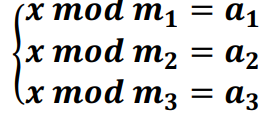 x mod m₁ = a₁
x mod m₂ = a₂
x mod m₃ = a₃